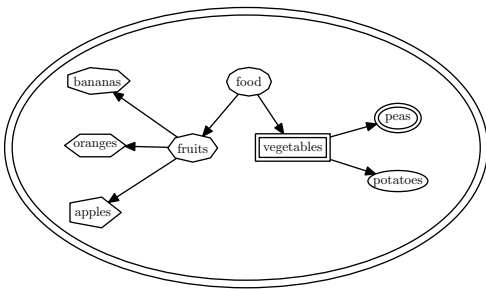 bananas
food
peas
oranges
fruits
vegetables
potatoes
apples